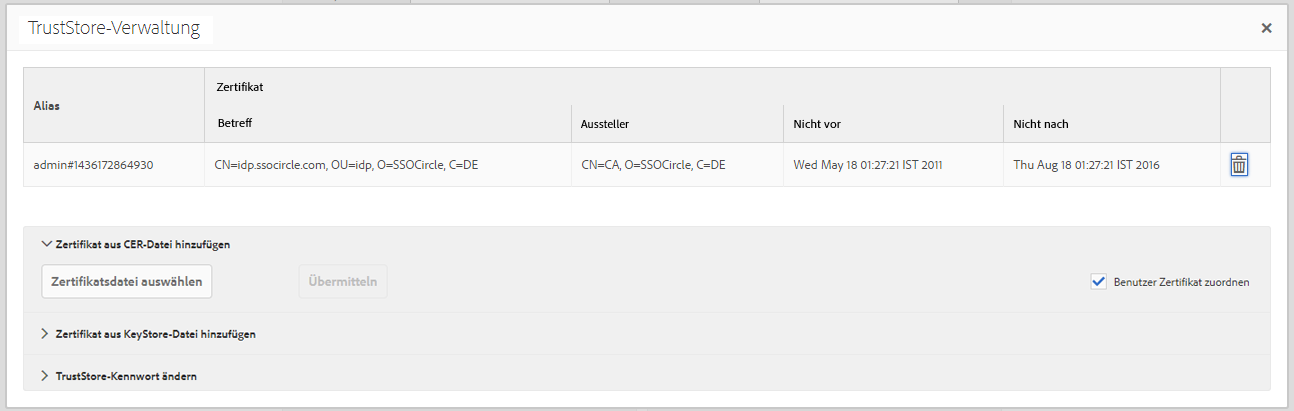 TrustStore-Verwaltung
Alias
Zertifikat
Betreff
Aussteller
Nicht vor
Nicht nach
admin#1436172864930
CN=idp.ssocircle.com, OU=idp, O=SSOCircle, C=DE
CN=CA, O=SSOCircle, C=DE
Wed May 18 01:27:21 IST 2011
Thu Aug 18 01:27:21 IST 2016
Zertifikat aus CER-Datei hinzufügen
Zertifikatsdatei auswählen
Übermitteln
Benutzer Zertifikat zuordnen
Zertifikat aus KeyStore-Datei hinzufügen
TrustStore-Kennwort ändern